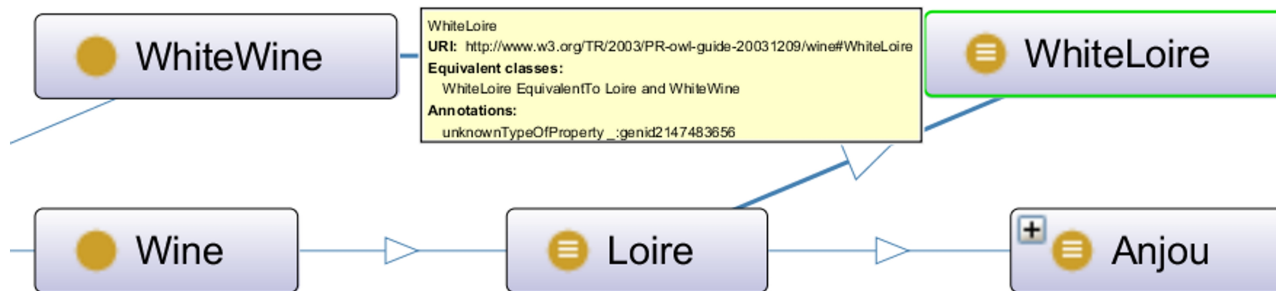 WhiteWine
WhiteLoire
URI: http://www.w3.org/TR/2003/PR-owl-guide-20031209/wine#WhiteLoire
Equivalent classes:
WhiteLoire EquivalentTo Loire and WhiteWine
Annotations:
unknownTypeOfProperty _:genid2147483656
WhiteLoire
Wine
Loire
Anjou